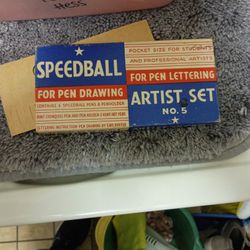 Hess
SPEEDBALL
FOR PEN DRAWING
CONTAINS 6 SPEEDBALL PENS & PENHOLDER
POCKET SIZE FOR STUDENTS
AND PROFESSIONAL ARTISTS
FOR PEN LETTERING
ARTIST SET
NO. 5